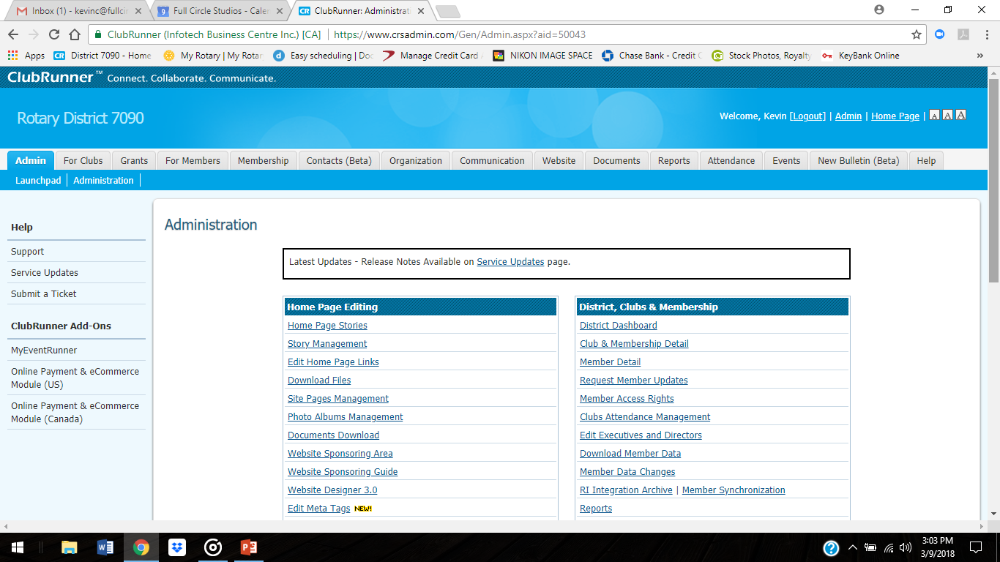 Inbox (1) - kevinc@fullcir
Full Circle Studios - Caler
ClubRunner: Administrati
ClubRunner (Infotech Business Centre Inc.) [CA] | https://www.crsadmin.com/Gen/Admin.aspx?aid=50043
Apps District 7090 - Home My Rotary | My Rotar Easy scheduling | Doo Manage Credit Card A NIKON IMAGE SPACE Chase Bank - Credit C Stock Photos, Royalty KeyBank Online »
ClubRunner™ Connect. Collaborate. Communicate.
Rotary District 7090
Welcome, Kevin [Logout] | Admin | Home Page | A A A
Admin For Clubs Grants For Members Membership Contacts (Beta) Organization Communication Website Documents Reports Attendance Events New Bulletin (Beta) Help
Launchpad Administration
Help
Support
Service Updates
Submit a Ticket
ClubRunner Add-Ons
MyEventRunner
Online Payment & eCommerce
Module (US)
Online Payment & eCommerce
Module (Canada)
Administration
Latest Updates - Release Notes Available on Service Updates page.
Home Page Editing
Home Page Stories
Story Management
Edit Home Page Links
Download Files
Site Pages Management
Photo Albums Management
Documents Download
Website Sponsoring Area
Website Sponsoring Guide
Website Designer 3.0
Edit Meta Tags NEW!
District, Clubs & Membership
District Dashboard
Club & Membership Detail
Member Detail
Request Member Updates
Member Access Rights
Clubs Attendance Management
Edit Executives and Directors
Download Member Data
Member Data Changes
RI Integration Archive | Member Synchronization
Reports
3:03 PM
3/9/2018